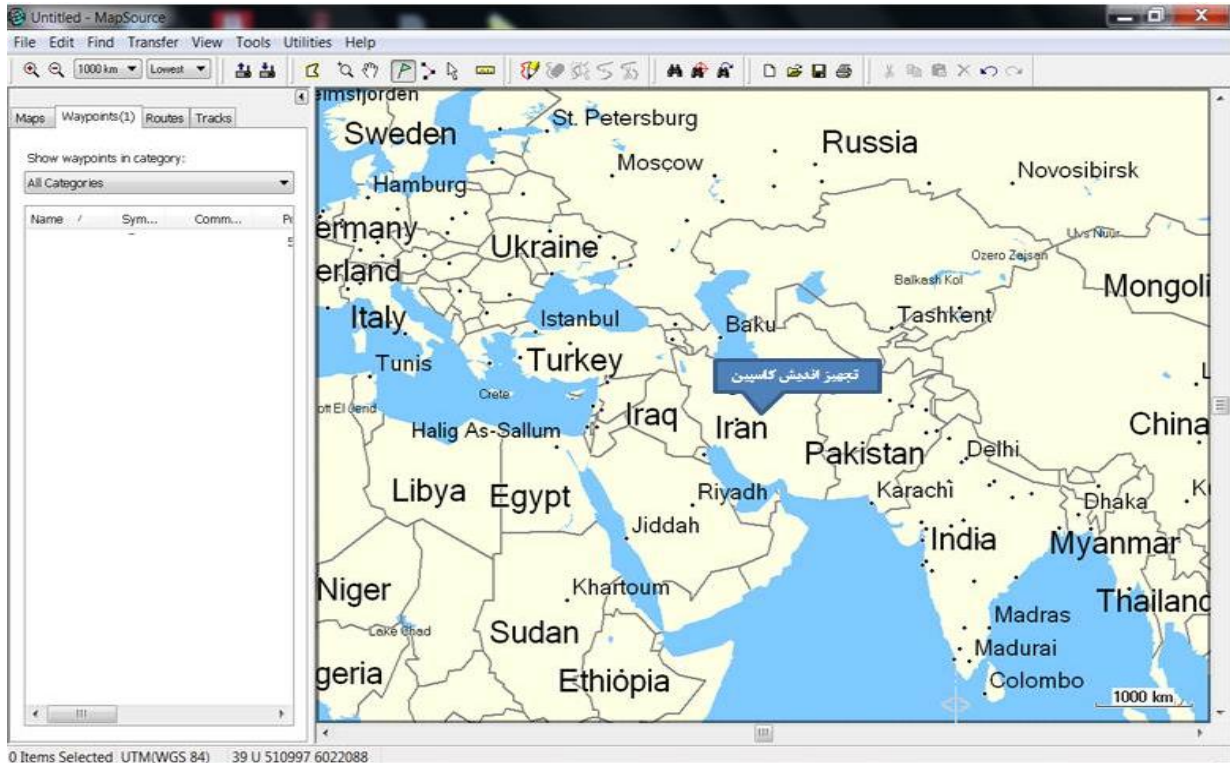 Untitled - MapSource
File Edit Find Transfer View Tools Utilities Help
1000 km Lowest
Maps Waypoints(1) Routes Tracks
Show waypoints in category:
All Categories
Name / Sym... Comm...
Sweden
St. Petersburg
Russia
Moscow
Novosibirsk
Hamburg
ermany
Ukraine
Uvs Nuur
Ozero Zajsan
erland
Balkash Kol
Mongoli
Italy
Istanbul
Baku
Tashkent
Tunis
Turkey
تجهیز اندیش کاسپین
Crete
Iraq
Iran
China
Halig As-Sallum
Pakistan
Delhi
Libya
Egypt
Riyadh
Karachi
Dhaka
Jiddah
India
Myanmar
Niger
Khartoum
Thailand
Madras
Lake Chad
Sudan
Madurai
geria
Ethiopia
Colombo
1000 km
0 Items Selected UTM(WGS 84) 39 U 510997 6022088